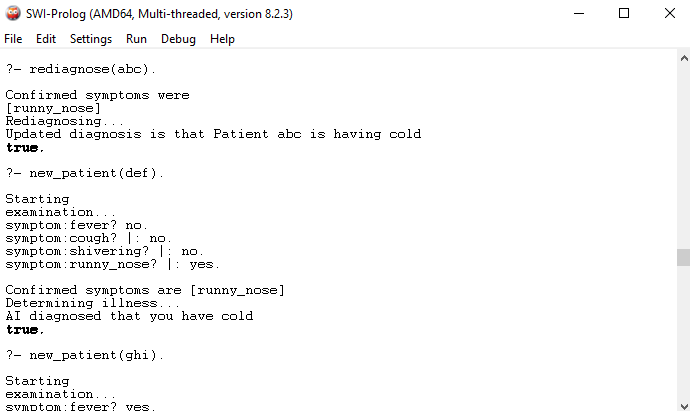 SWI-Prolog (AMD64, Multi-threaded, version 8.2.3)
File Edit Settings Run Debug Help
?- rediagnose(abc).
Confirmed symptoms were
[runny_nose]
Rediagnosing...
Updated diagnosis is that Patient abc is having cold
true.
?- new_patient(def).
Starting
examination...
symptom:fever? no.
symptom:cough? |: no.
symptom:shivering? |: no.
symptom:runny_nose? |: yes.
Confirmed symptoms are [runny_nose]
Determining illness...
AI diagnosed that you have cold
true.
?- new_patient(ghi).
Starting
examination...
symptom:fever? yes.